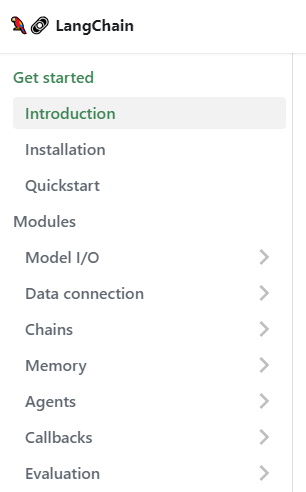 LangChain
Get started
Introduction
Installation
Quickstart
Modules
Model I/O
Data connection
Chains
Memory
Agents
Callbacks
Evaluation